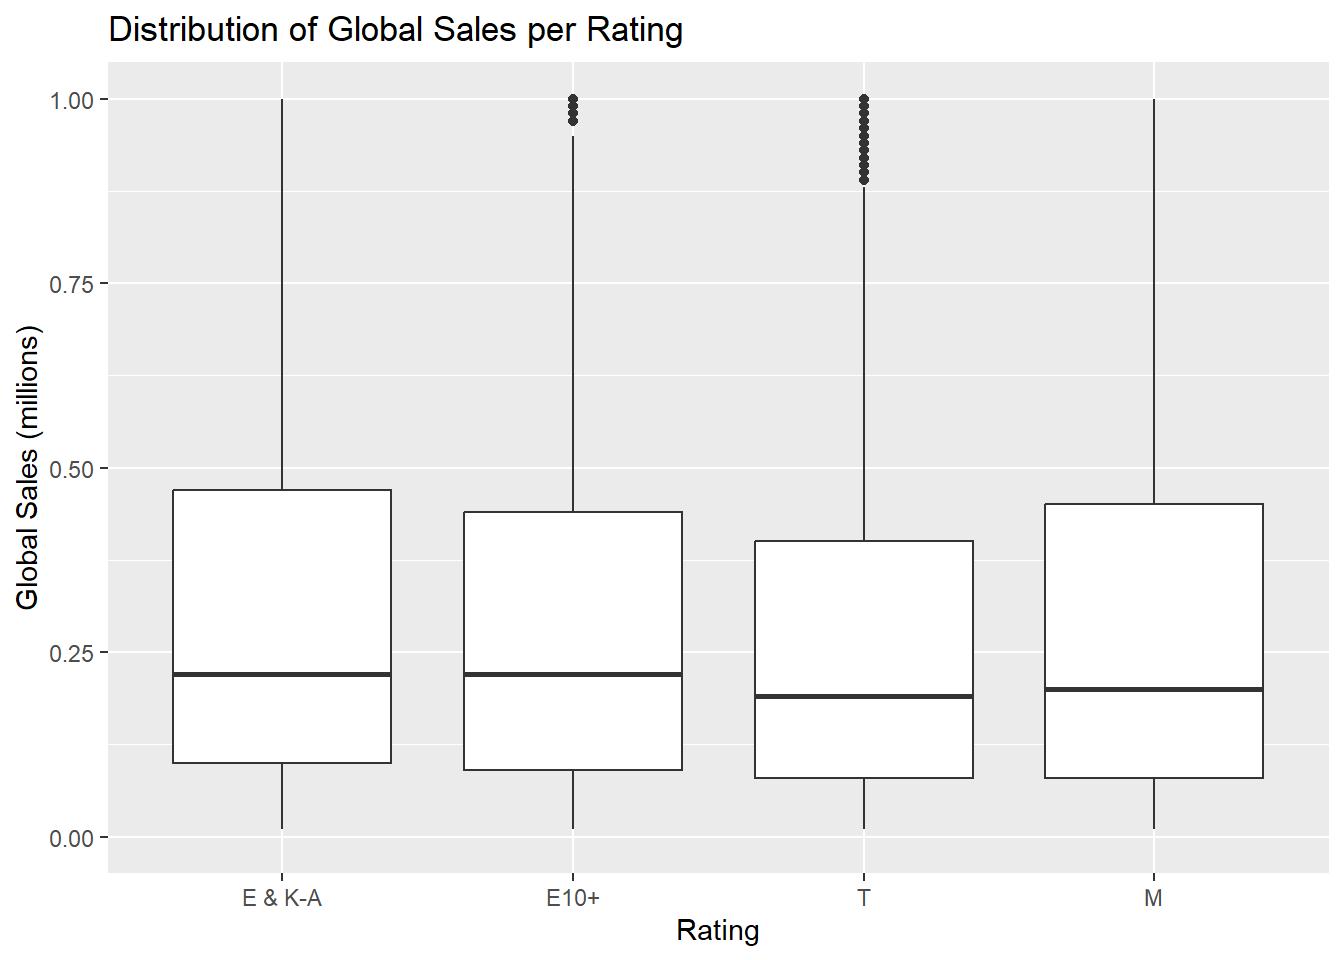 Distribution of Global Sales per Rating
Global Sales (millions)
1.00
0.75
0.50
0.25
0.00
E & K-A
E10+
T
M
Rating